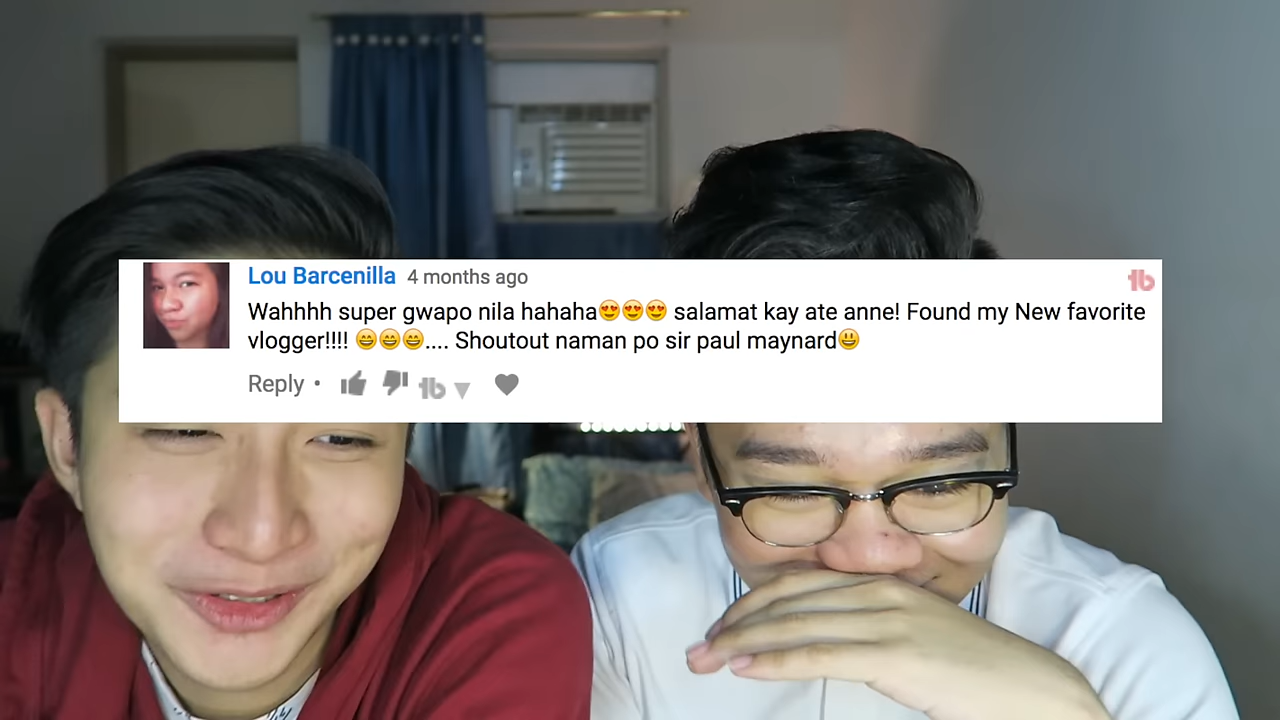 Lou Barcenilla 4 months ago
Wahhhh super gwapo nila hahaha😍😍😍 salamat kay ate anne! Found my New favorite
vlogger!!!! 😄😄😄.... Shoutout naman po sir paul maynard😃
Reply •